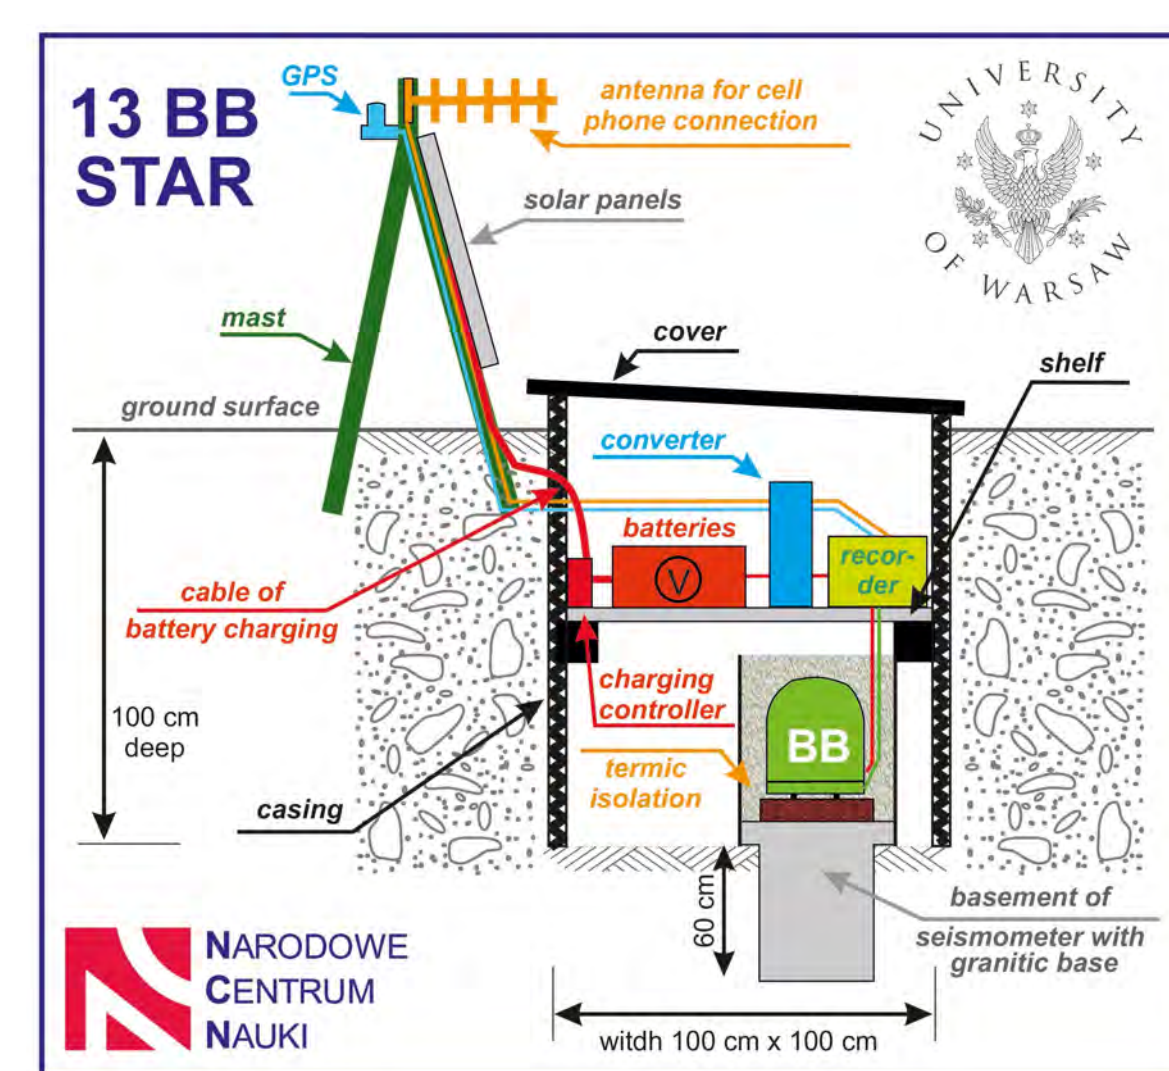 13 BB
STAR
GPS
antenna for cell
phone connection
UNIVERSITY
OF WARSAW
solar panels
mast
cover
shelf
ground surface
converter
batteries
V
recor-
der
cable of
battery charging
charging
controller
100 cm
deep
BB
termic
isolation
casing
60 cm
basement of
seismometer with
granitic base
NARODOWE
CENTRUM
NAUKI
witdh 100 cm x 100 cm